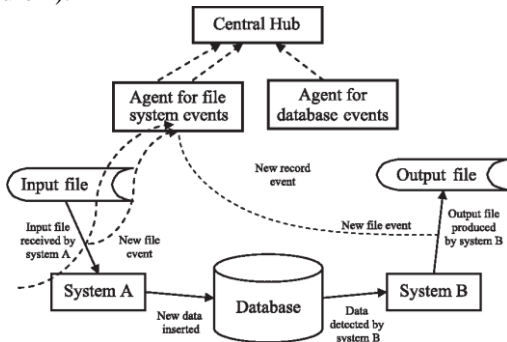 Central Hub
Agent for file
system events
Agent for
database events
Input file
New record
event
Output file
Input file
received by
system A
New file
event
New file event
Output file
produced
by system B
System A
New data
inserted
Database
Data
detected by
system B
System B